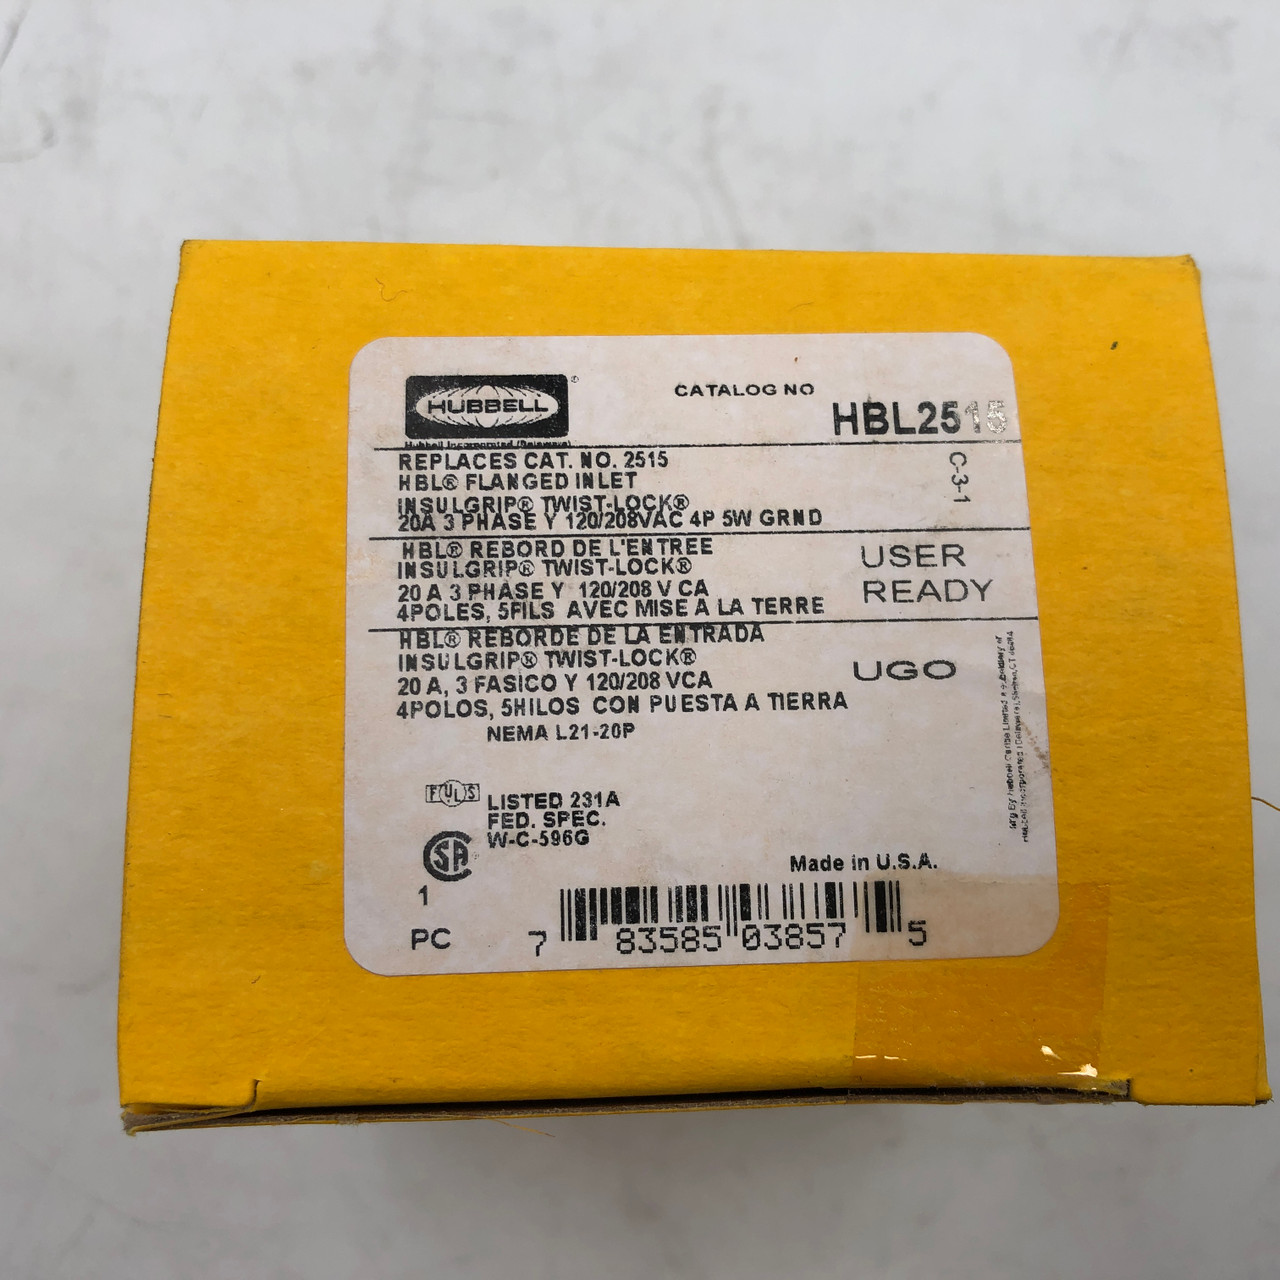 HUBBELL®
Hubbell Incorporated (Delaware)
CATALOG NO
HBL2515
REPLACES CAT. NO. 2515
HBL® FLANGED INLET
INSULGRIP® TWIST-LOCK®
20A 3 PHASE Y 120/208VAC 4P 5W GRND
C-3-1
HBL® REBORD DE L'ENTREE
INSULGRIP® TWIST-LOCK®
20 A 3 PHASE Y 120/208 V CA
4POLES, 5FILS AVEC MISE A LA TERRE
USER
READY
HBL® REBORDE DE LA ENTRADA
INSULGRIP® TWIST-LOCK®
20 A, 3 FASICO Y 120/208 VCA
4POLOS, 5HILOS CON PUESTA A TIERRA
NEMA L21-20P
UGO
LISTED 231A
FED. SPEC.
W-C-596G
Made in U.S.A.
1
PC
7 83585 03857 5